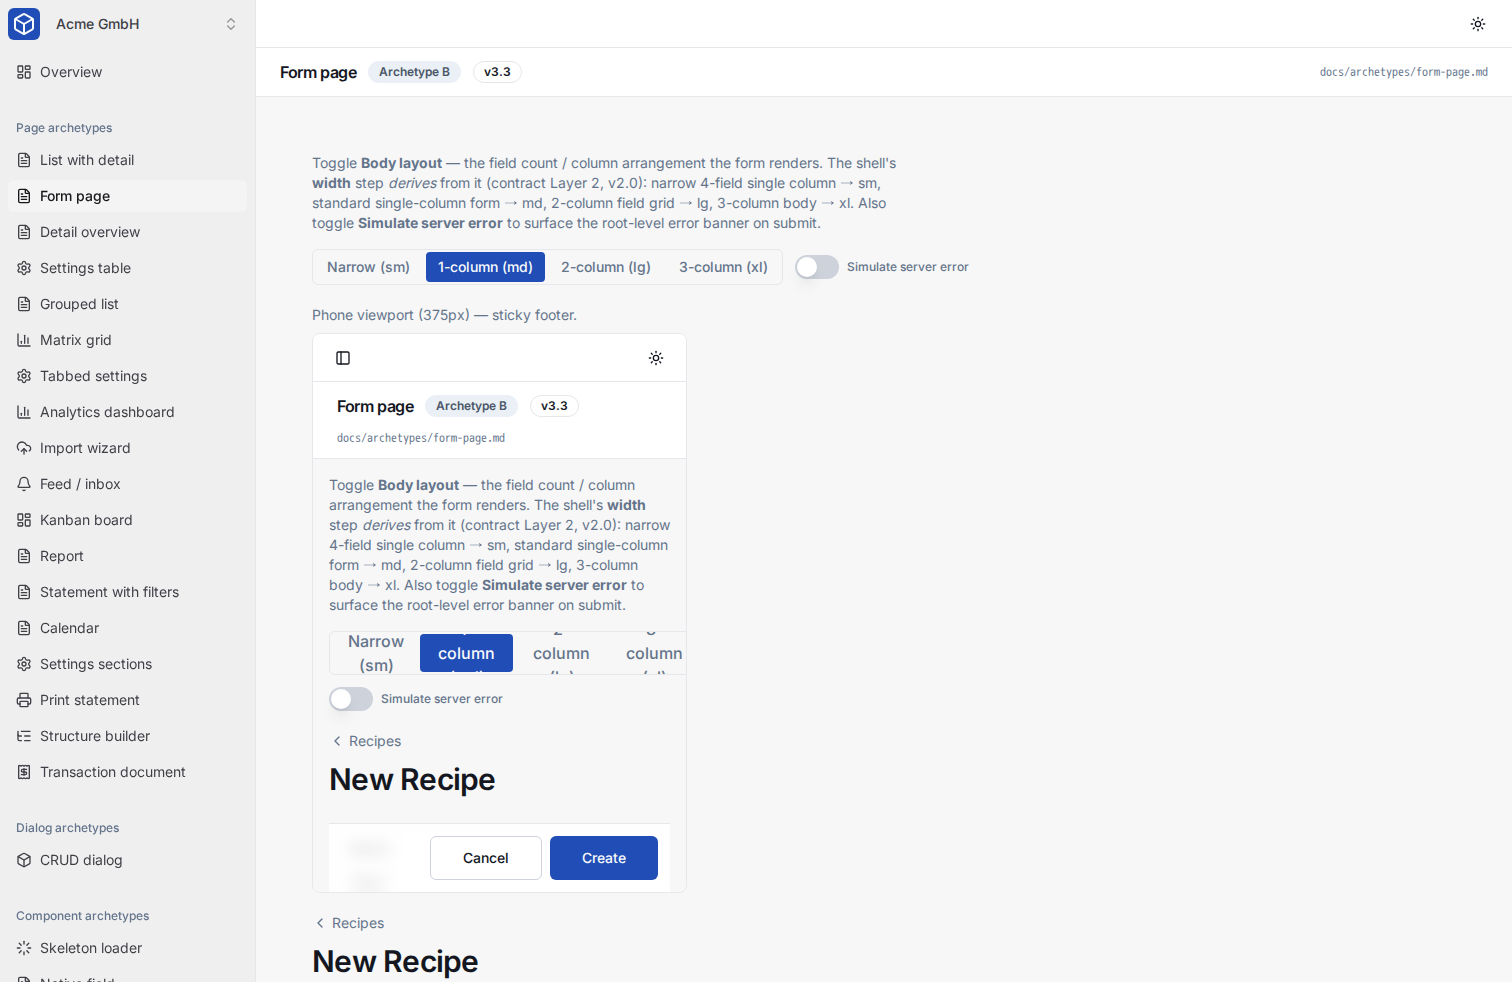 Acme GmbH
Overview
Page archetypes
List with detail
Form page
Detail overview
Settings table
Grouped list
Matrix grid
Tabbed settings
Analytics dashboard
Import wizard
Feed / inbox
Kanban board
Report
Statement with filters
Calendar
Settings sections
Print statement
Structure builder
Transaction document
Dialog archetypes
CRUD dialog
Component archetypes
Skeleton loader
Form page Archetype B v3.3 docs/archetypes/form-page.md
Toggle Body layout — the field count / column arrangement the form renders. The shell's
width step derives from it (contract Layer 2, v2.0): narrow 4-field single column → sm,
standard single-column form → md, 2-column field grid → lg, 3-column body → xl. Also
toggle Simulate server error to surface the root-level error banner on submit.
Narrow (sm) 1-column (md) 2-column (lg) 3-column (xl) Simulate server error
Phone viewport (375px) — sticky footer.
Form page Archetype B v3.3
docs/archetypes/form-page.md
Toggle Body layout — the field count / column
arrangement the form renders. The shell's width
step derives from it (contract Layer 2, v2.0): narrow
4-field single column → sm, standard single-column
form → md, 2-column field grid → lg, 3-column
body → xl. Also toggle Simulate server error to
surface the root-level error banner on submit.
Narrow
(sm)
column
column
column
Simulate server error
Recipes
New Recipe
Cancel Create
Recipes
New Recipe